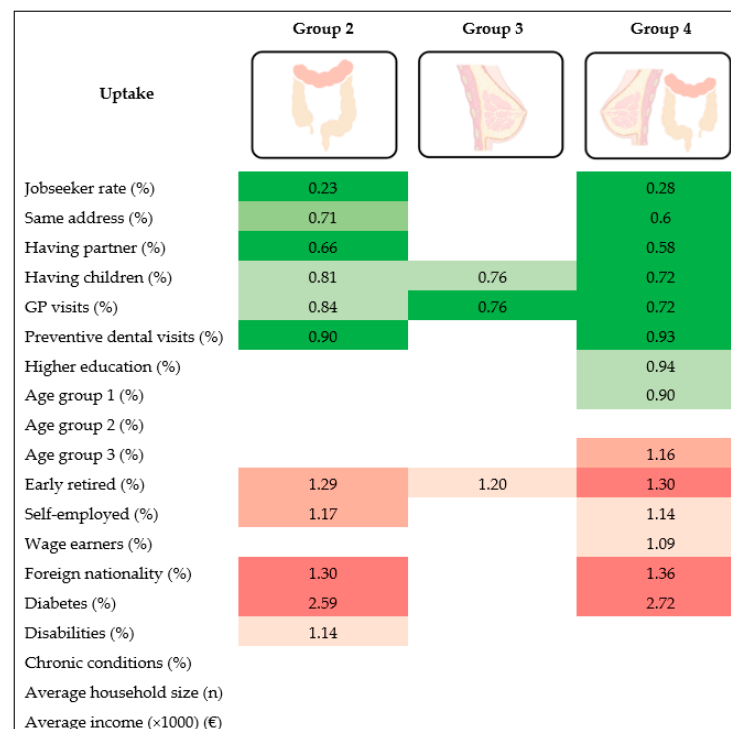 Group 2 Group 3 Group 4
Uptake
Jobseeker rate (%) 0.23 0.28
Same address (%) 0.71 0.6
Having partner (%) 0.66 0.58
Having children (%) 0.81 0.76 0.72
GP visits (%) 0.84 0.76 0.72
Preventive dental visits (%) 0.90 0.93
Higher education (%) 0.94
Age group 1 (%) 0.90
Age group 2 (%)
Age group 3 (%) 1.16
Early retired (%) 1.29 1.20 1.30
Self-employed (%) 1.17 1.14
Wage earners (%) 1.09
Foreign nationality (%) 1.30 1.36
Diabetes (%) 2.59 2.72
Disabilities (%) 1.14
Chronic conditions (%)
Average household size (n)
Average income (×1000) (€)